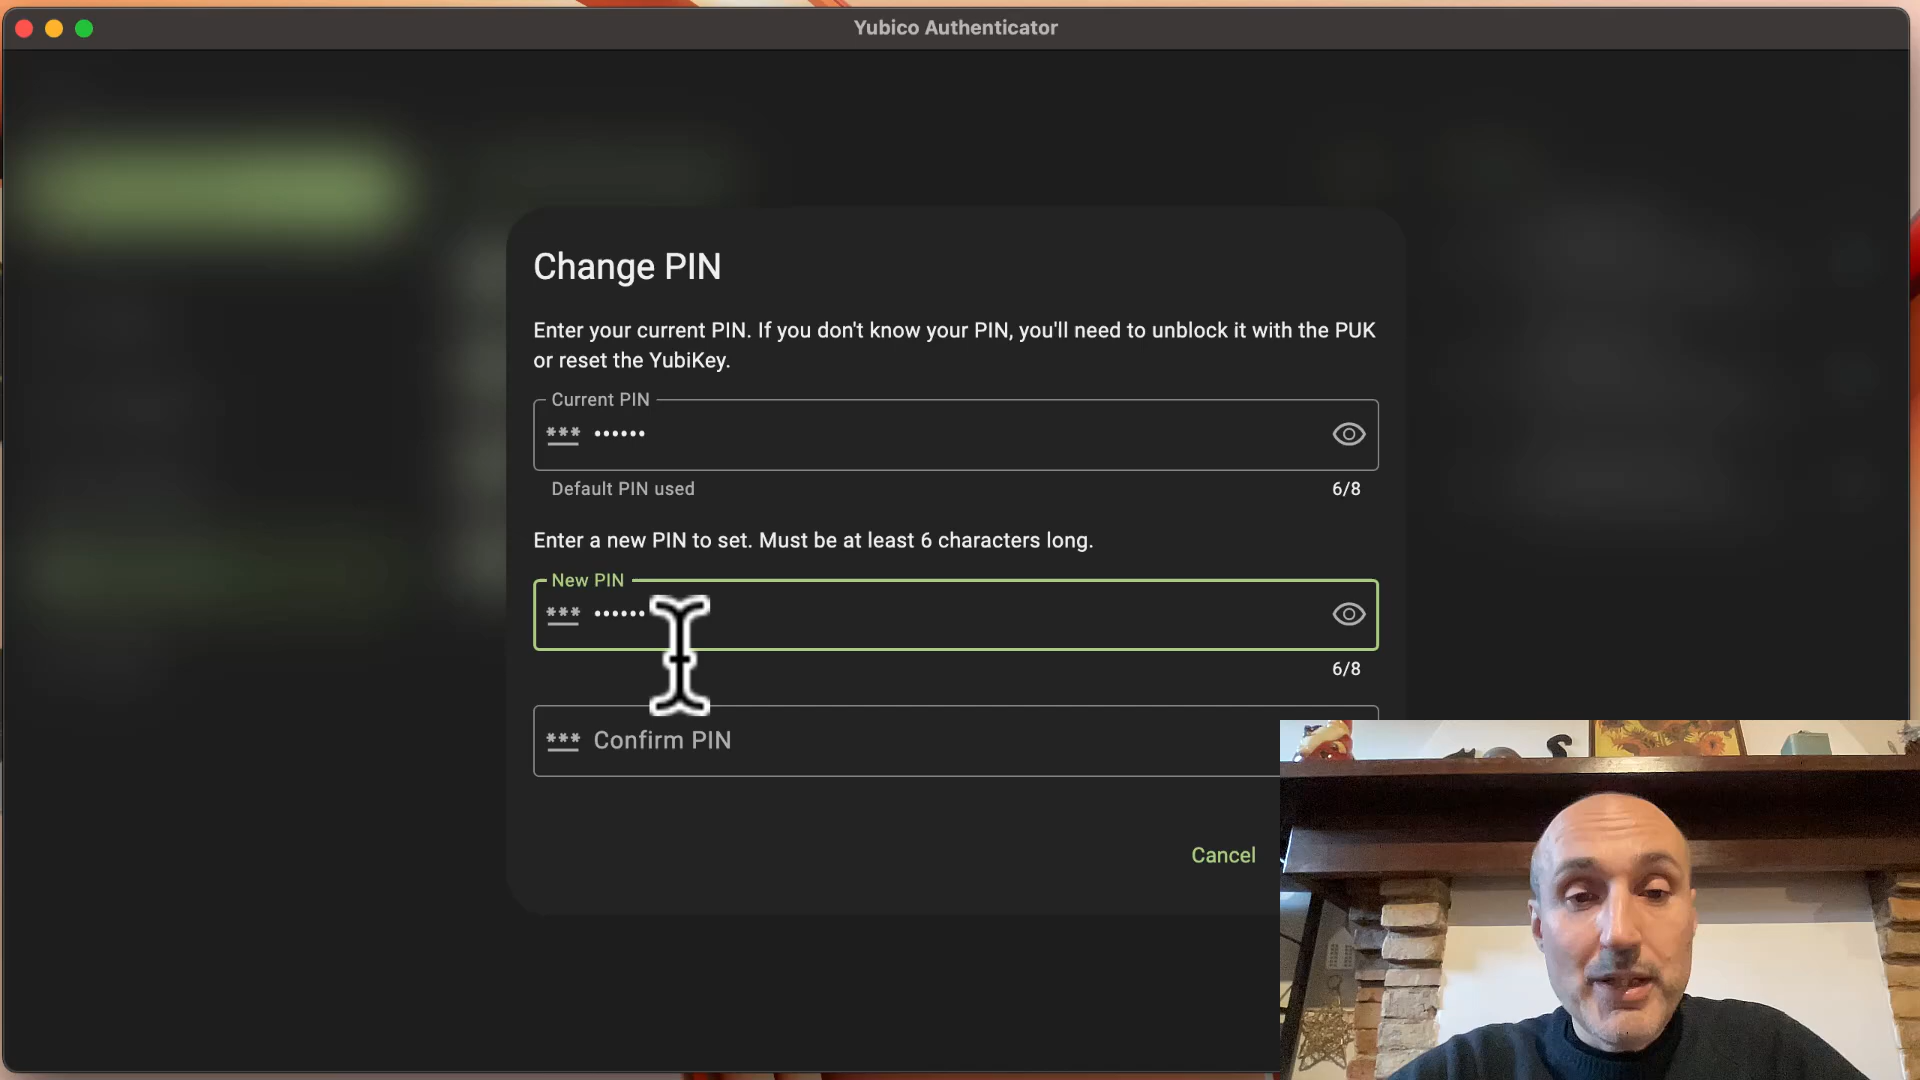 Yubico Authenticator
Change PIN
Enter your current PIN. If you don't know your PIN, you'll need to unblock it with the PUK
or reset the YubiKey.
Current PIN
*** ••••••
Default PIN used 6/8
Enter a new PIN to set. Must be at least 6 characters long.
New PIN
*** ••••••
6/8
*** Confirm PIN
Cancel